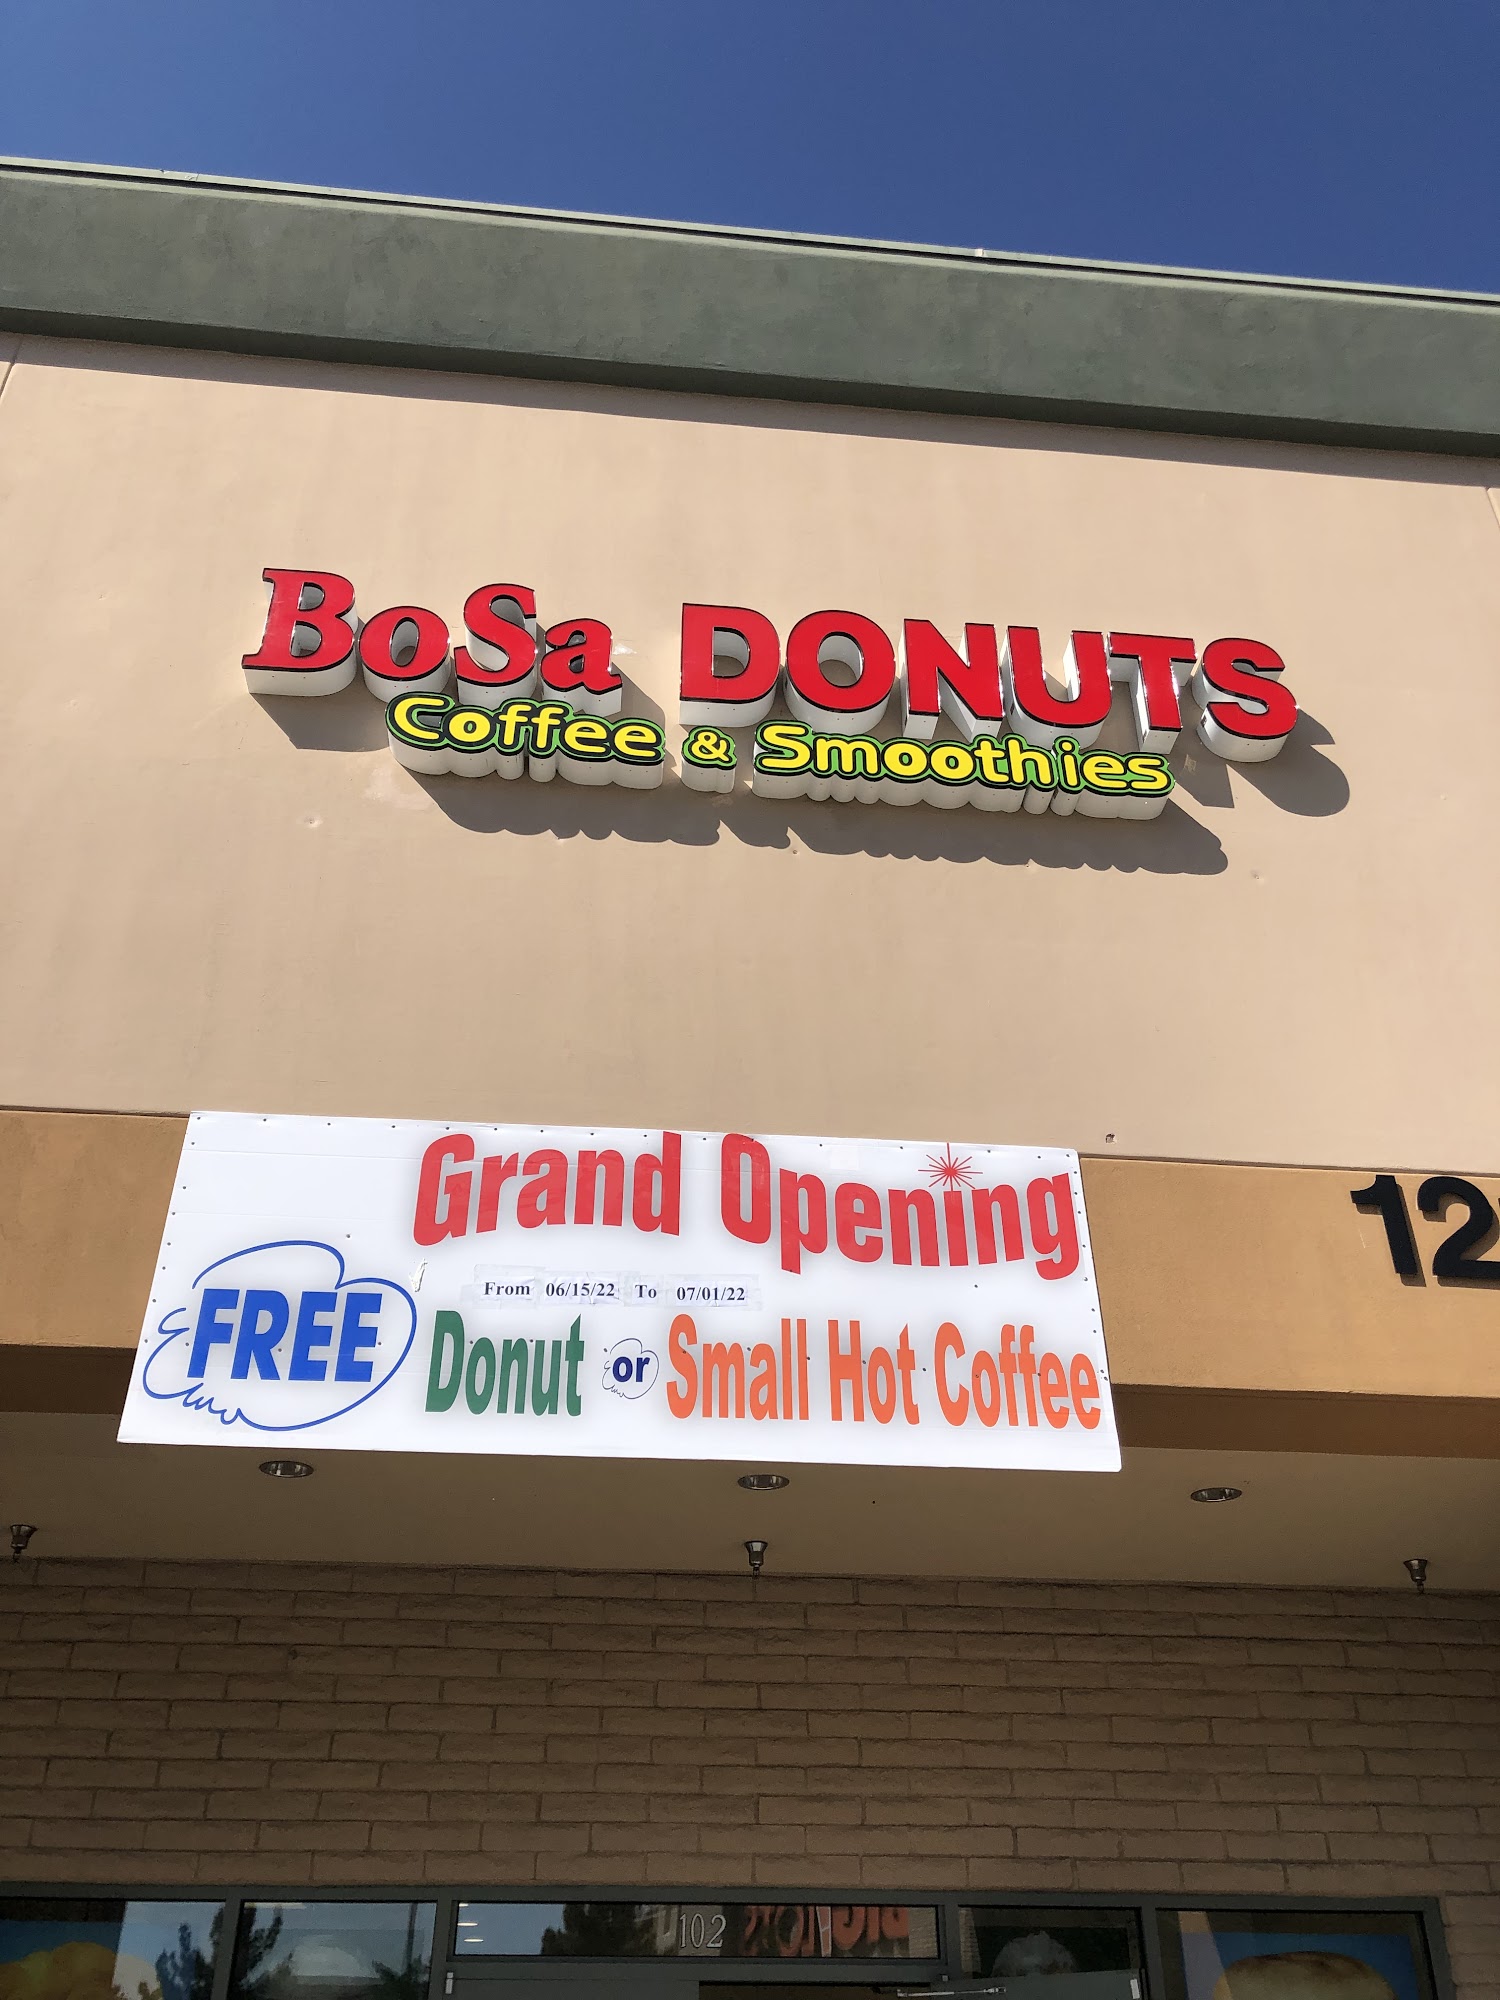 BoSa DONUTS
Coffee & Smoothies
Grand Opening
From 06/15/22 To 07/01/22
FREE Donut or Small Hot Coffee
102